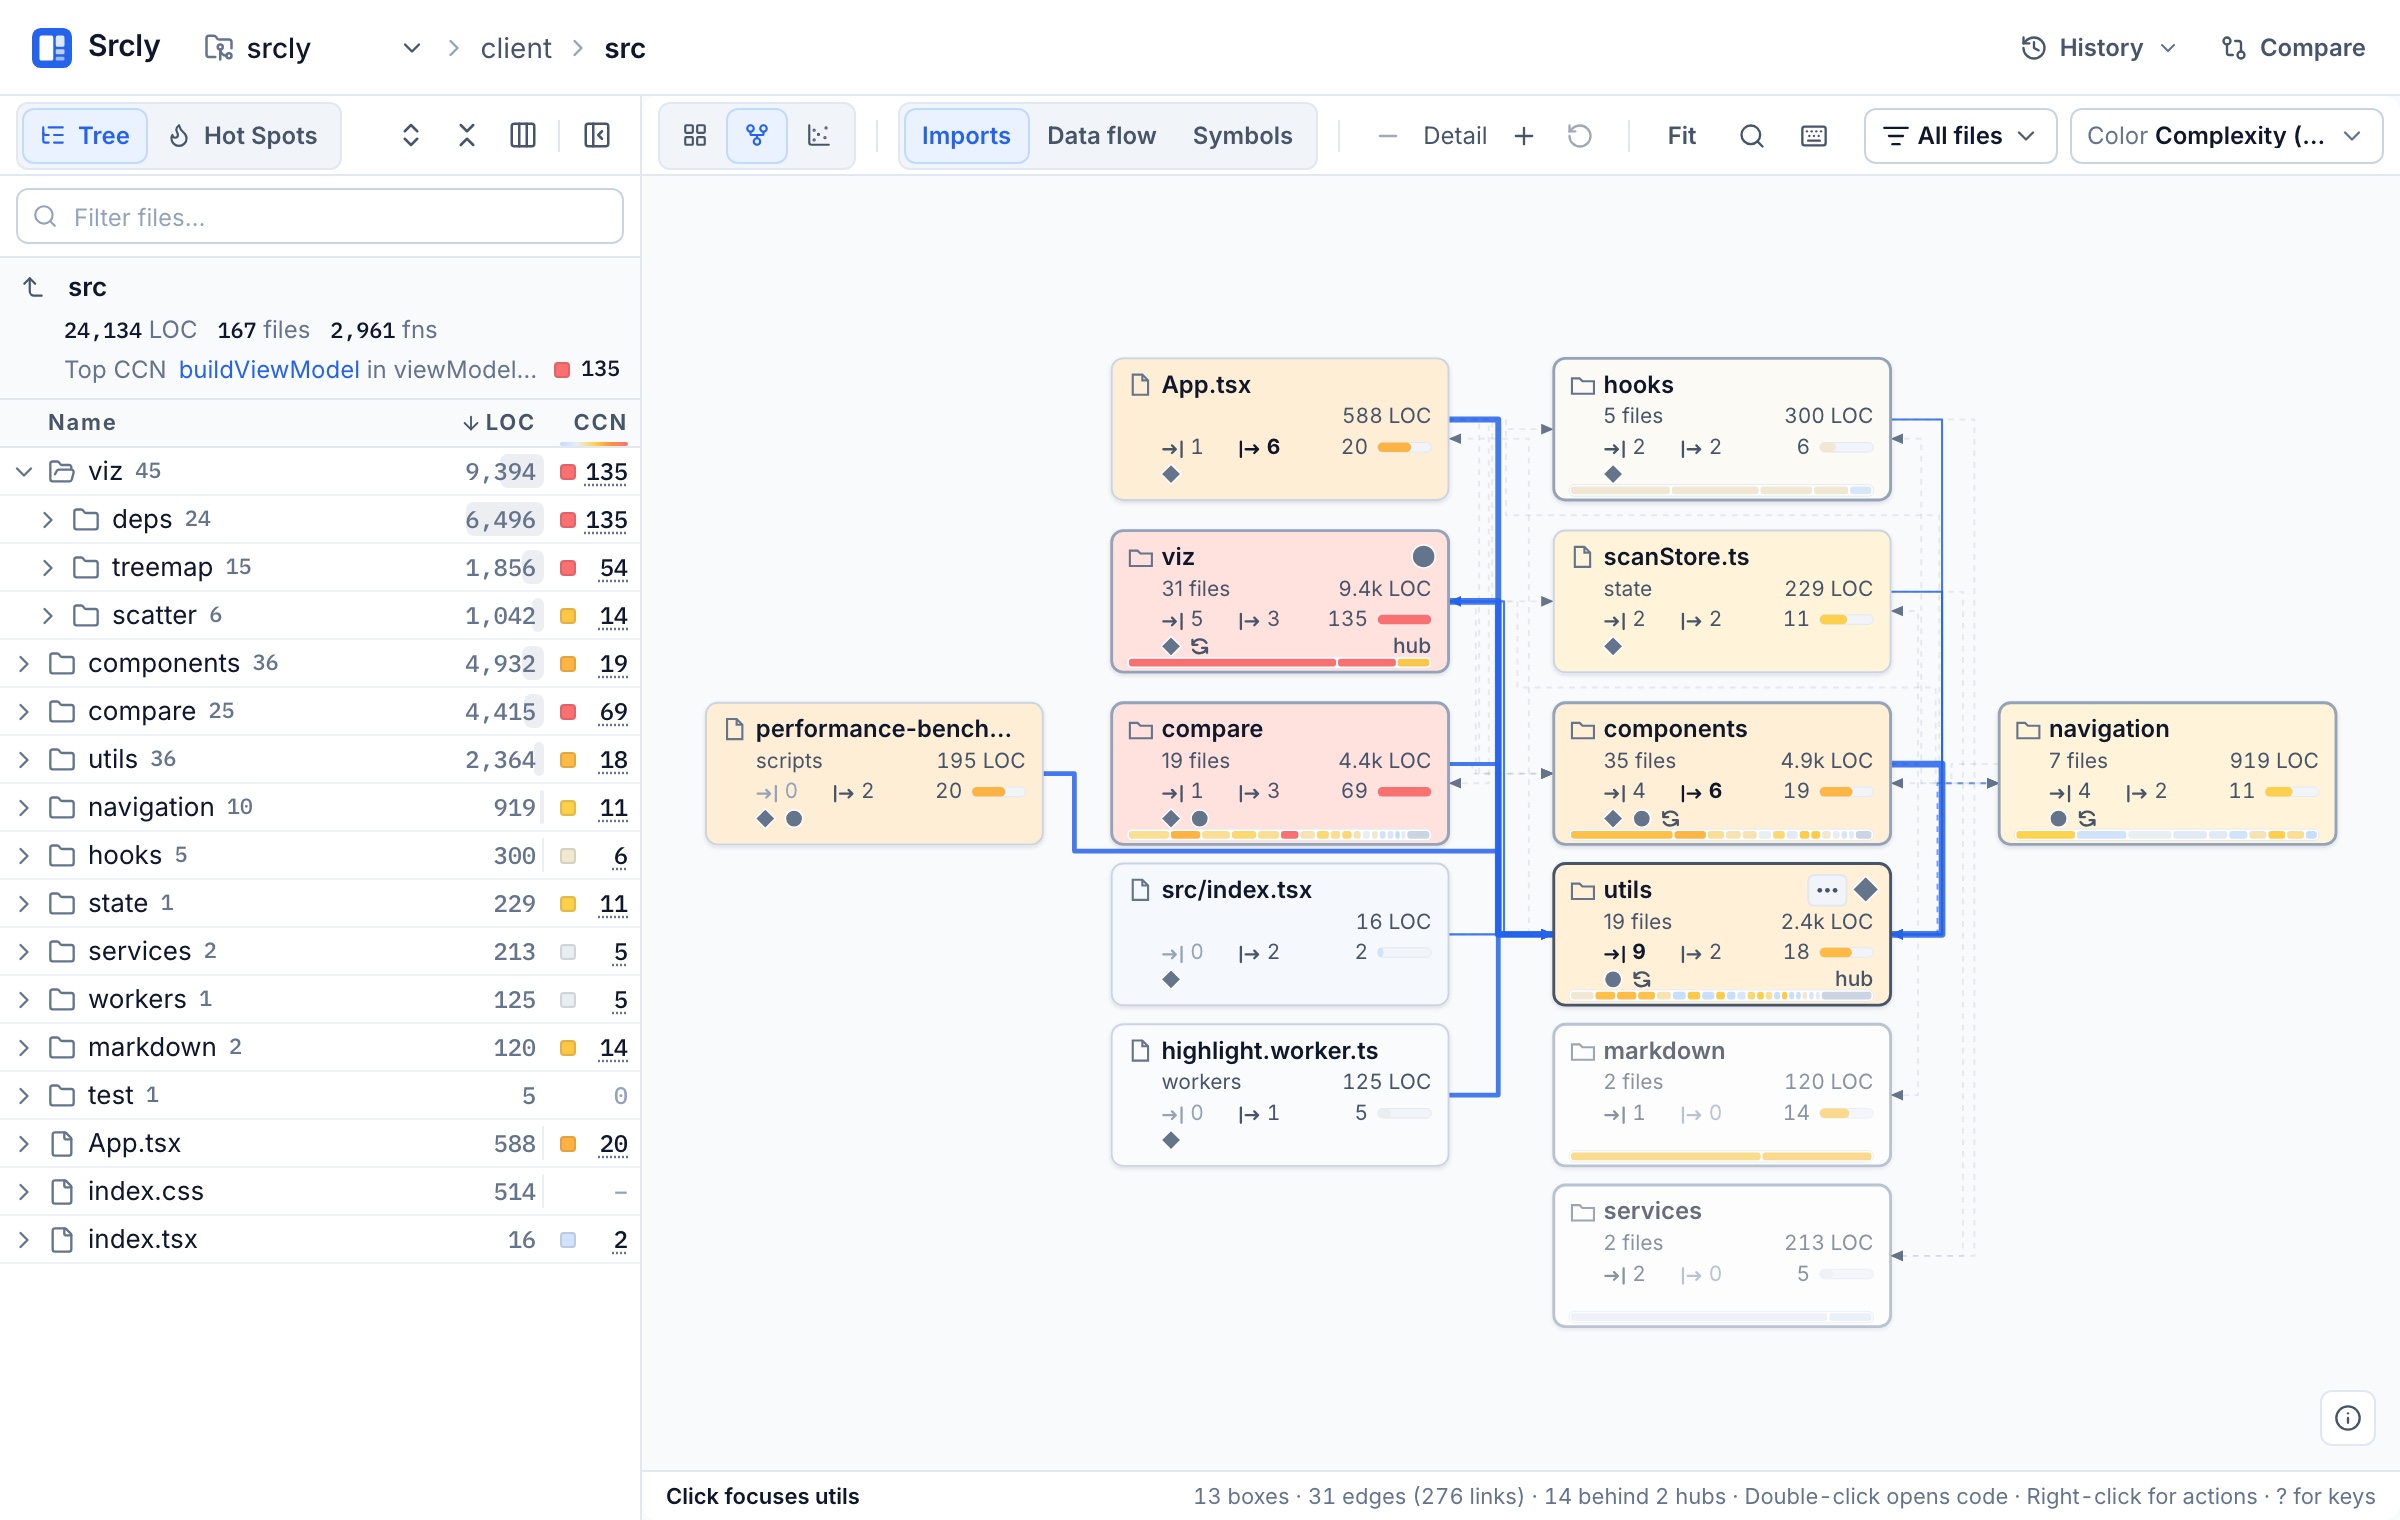 Srcly srcly client src History Compare
Tree Hot Spots Imports Data flow Symbols Detail Fit All files Color Complexity (...
Filter files...
src
24,134 LOC 167 files 2,961 fns
Top CCN buildViewModel in viewModel... 135
Name LOC CCN
viz 45 9,394 135
deps 24 6,496 135
treemap 15 1,856 54
scatter 6 1,042 14
components 36 4,932 19
compare 25 4,415 69
utils 36 2,364 18
navigation 10 919 11
hooks 5 300 6
state 1 229 11
services 2 213 5
workers 1 125 5
markdown 2 120 14
test 1 5 0
App.tsx 588 20
index.css 514 –
index.tsx 16 2
performance-bench...
scripts 195 LOC
0 2 20
App.tsx
588 LOC
1 6 20
viz
31 files 9.4k LOC
5 3 135
hub
compare
19 files 4.4k LOC
1 3 69
src/index.tsx
16 LOC
0 2 2
highlight.worker.ts
workers 125 LOC
0 1 5
hooks
5 files 300 LOC
2 2 6
scanStore.ts
state 229 LOC
2 2 11
components
35 files 4.9k LOC
4 6 19
utils ...
19 files 2.4k LOC
9 2 18
hub
markdown
2 files 120 LOC
1 0 14
services
2 files 213 LOC
2 0 5
navigation
7 files 919 LOC
4 2 11
Click focuses utils 13 boxes · 31 edges (276 links) · 14 behind 2 hubs · Double-click opens code · Right-click for actions · ? for keys